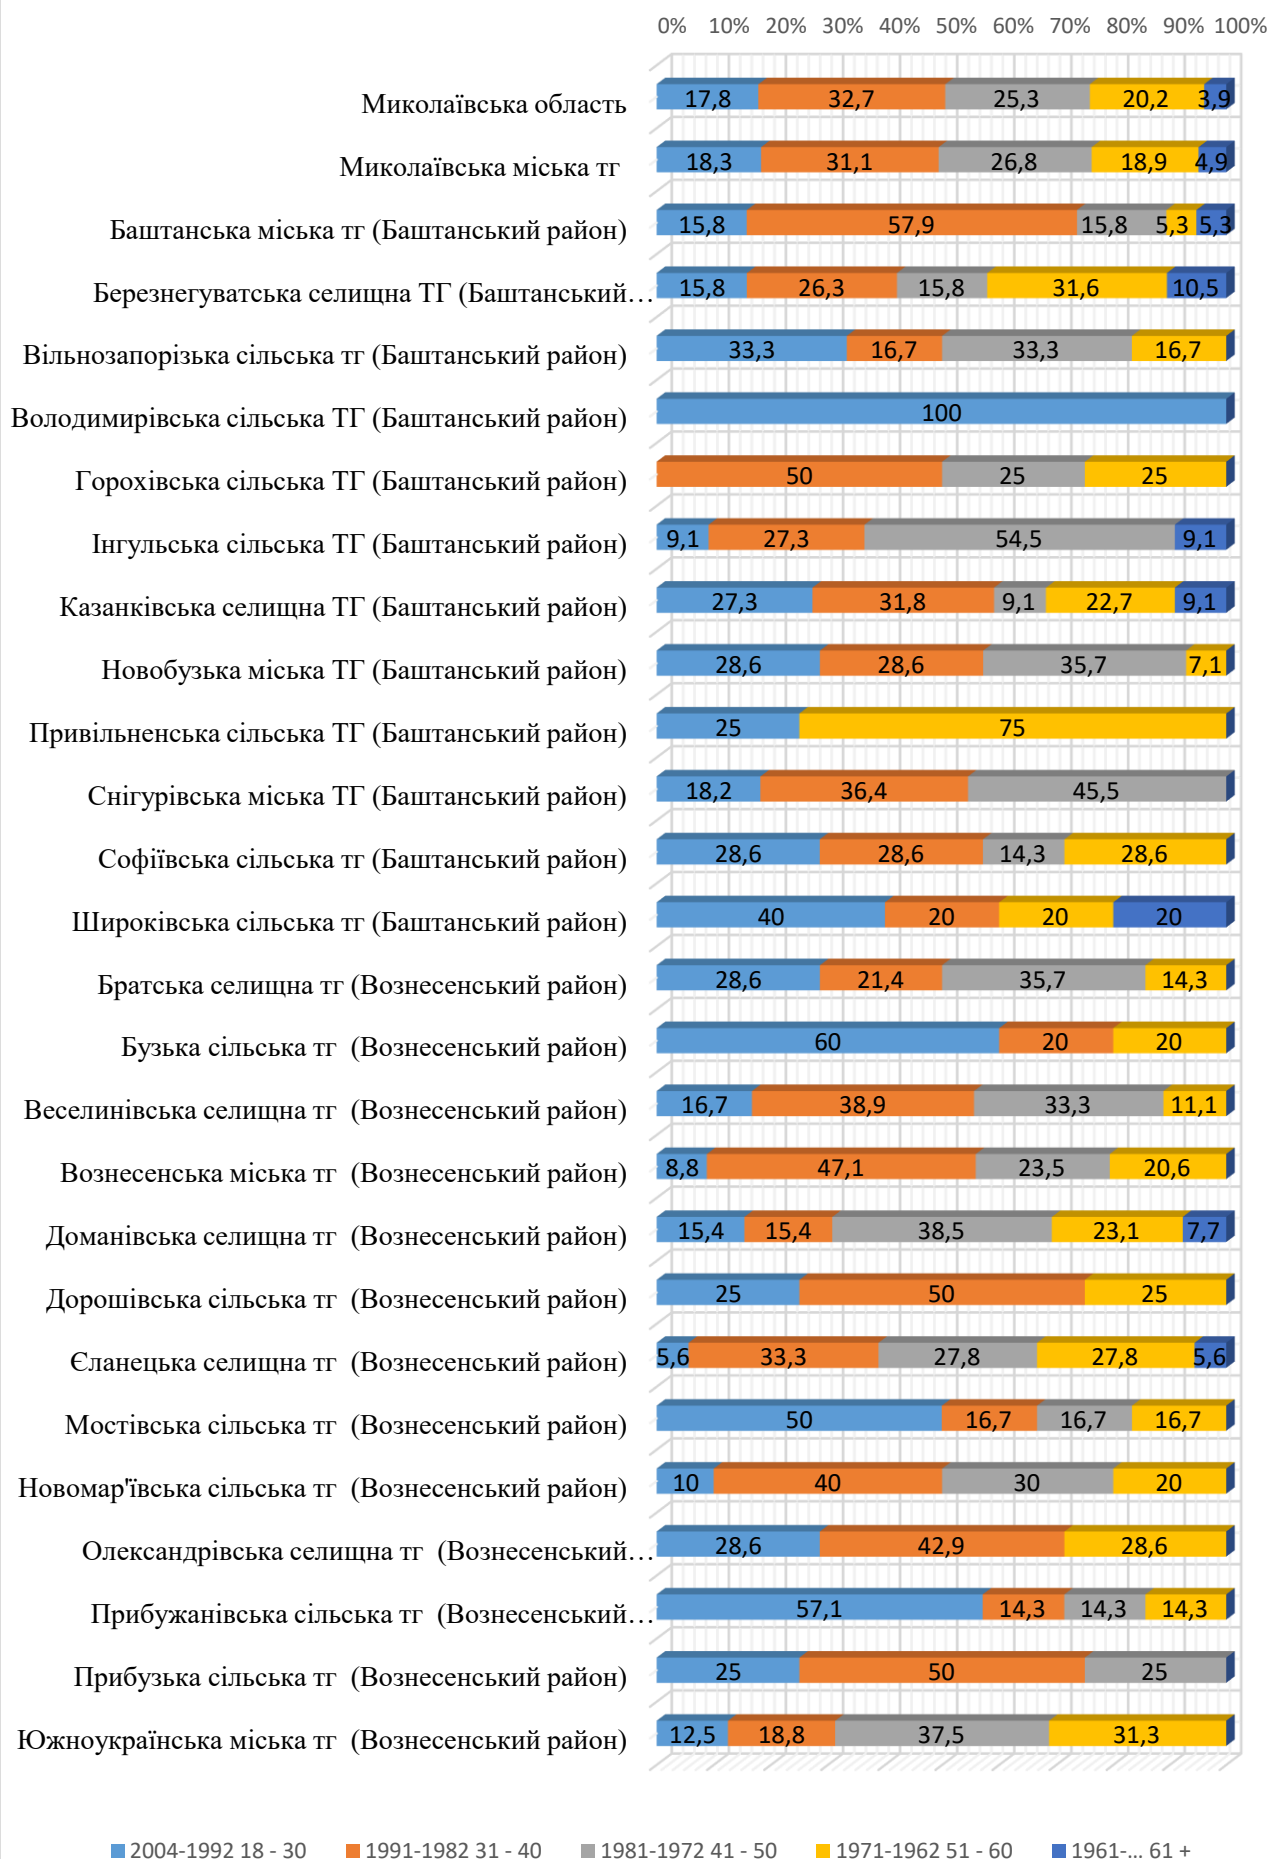 0% 10% 20% 30% 40% 50% 60% 70% 80% 90% 100%
Миколаївська область 17,8 32,7 25,3 20,2 3,9
Миколаївська міська тг 18,3 31,1 26,8 18,9 4,9
Баштанська міська тг (Баштанський район) 15,8 57,9 15,8 5,3 5,3
Березнегуватська селищна ТГ (Баштанський… 15,8 26,3 15,8 31,6 10,5
Вільнозапорізька сільська тг (Баштанський район) 33,3 16,7 33,3 16,7
Володимирівська сільська ТГ (Баштанський район) 100
Горохівська сільська ТГ (Баштанський район) 50 25 25
Інгульська сільська ТГ (Баштанський район) 9,1 27,3 54,5 9,1
Казанківська селищна ТГ (Баштанський район) 27,3 31,8 9,1 22,7 9,1
Новобузька міська ТГ (Баштанський район) 28,6 28,6 35,7 7,1
Привільненська сільська ТГ (Баштанський район) 25 75
Снігурівська міська ТГ (Баштанський район) 18,2 36,4 45,5
Софіївська сільська тг (Баштанський район) 28,6 28,6 14,3 28,6
Широківська сільська тг (Баштанський район) 40 20 20 20
Братська селищна тг (Вознесенський район) 28,6 21,4 35,7 14,3
Бузька сільська тг (Вознесенський район) 60 20 20
Веселинівська селищна тг (Вознесенський район) 16,7 38,9 33,3 11,1
Вознесенська міська тг (Вознесенський район) 8,8 47,1 23,5 20,6
Доманівська селищна тг (Вознесенський район) 15,4 15,4 38,5 23,1 7,7
Дорошівська сільська тг (Вознесенський район) 25 50 25
Єланецька селищна тг (Вознесенський район) 5,6 33,3 27,8 27,8 5,6
Мостівська сільська тг (Вознесенський район) 50 16,7 16,7 16,7
Новомар'ївська сільська тг (Вознесенський район) 10 40 30 20
Олександрівська селищна тг (Вознесенський… 28,6 42,9 28,6
Прибужанівська сільська тг (Вознесенський… 57,1 14,3 14,3 14,3
Прибузька сільська тг (Вознесенський район) 25 50 25
Южноукраїнська міська тг (Вознесенський район) 12,5 18,8 37,5 31,3
2004-1992 18 - 30 1991-1982 31 - 40 1981-1972 41 - 50 1971-1962 51 - 60 1961-... 61 +